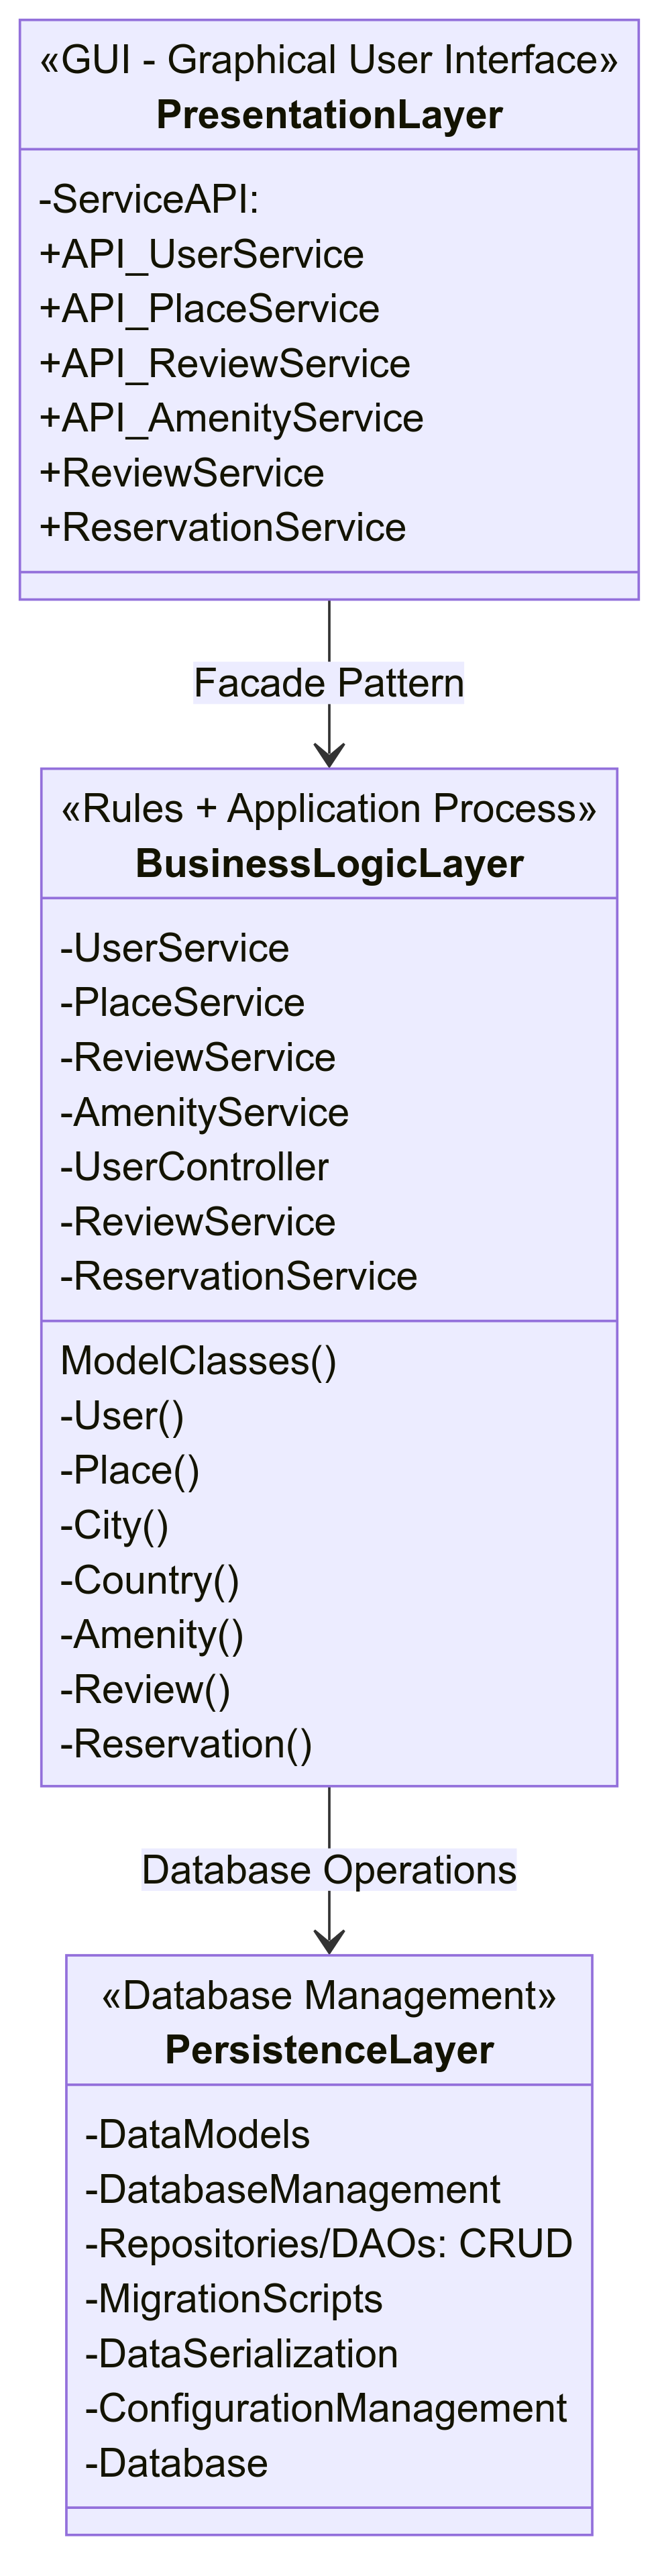 «GUI - Graphical User Interface»
PresentationLayer
-ServiceAPI:
+API_UserService
+API_PlaceService
+API_ReviewService
+API_AmenityService
+ReviewService
+ReservationService
Facade Pattern
«Rules + Application Process»
BusinessLogicLayer
-UserService
-PlaceService
-ReviewService
-AmenityService
-UserController
-ReviewService
-ReservationService
ModelClasses()
-User()
-Place()
-City()
-Country()
-Amenity()
-Review()
-Reservation()
Database Operations
«Database Management»
PersistenceLayer
-DataModels
-DatabaseManagement
-Repositories/DAOs: CRUD
-MigrationScripts
-DataSerialization
-ConfigurationManagement
-Database